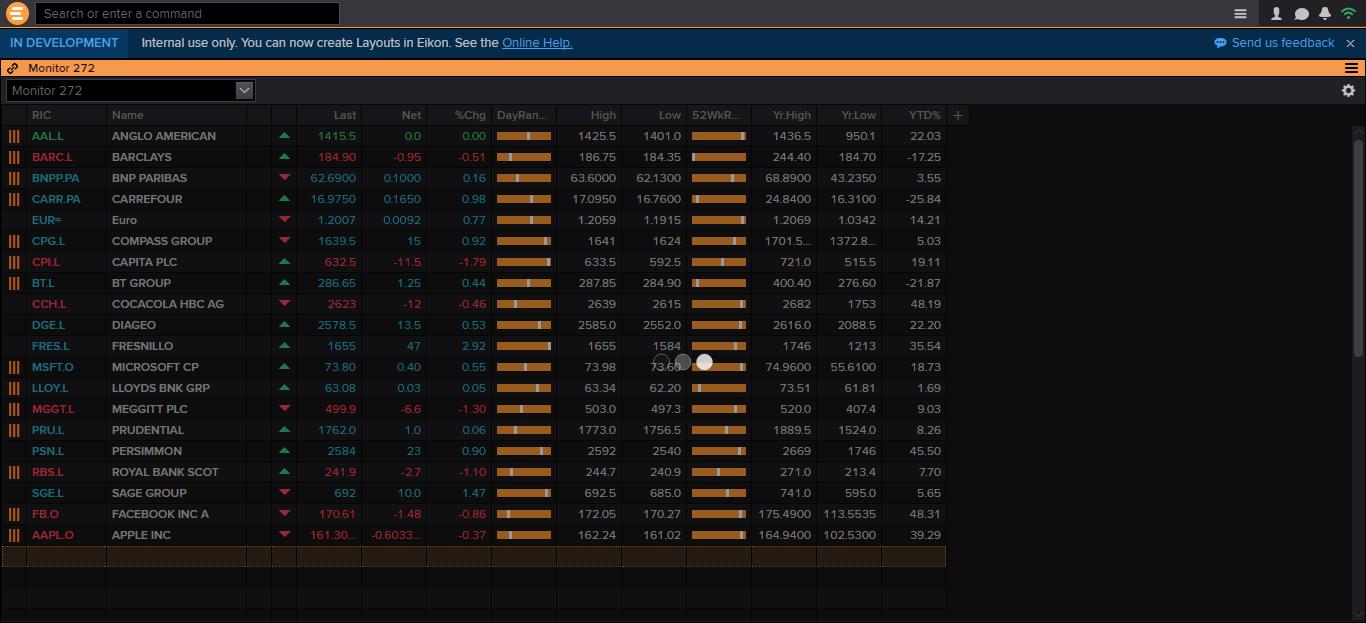 Search or enter a command
IN DEVELOPMENT Internal use only. You can now create Layouts in Eikon. See the Online Help. Send us feedback
Monitor 272
Monitor 272
RIC Name Last Net %Chg DayRan... High Low 52WkR... Yr.High Yr.Low YTD% +
AAL.L ANGLO AMERICAN 1415.5 0.0 0.00 1425.5 1401.0 1436.5 950.1 22.03
BARC.L BARCLAYS 184.90 -0.95 -0.51 186.75 184.35 244.40 184.70 -17.25
BNPP.PA BNP PARIBAS 62.6900 0.1000 0.16 63.6000 62.1300 68.8900 43.2350 3.55
CARR.PA CARREFOUR 16.9750 0.1650 0.98 17.0950 16.7600 24.8400 16.3100 -25.84
EUR= Euro 1.2007 0.0092 0.77 1.2059 1.1915 1.2069 1.0342 14.21
CPG.L COMPASS GROUP 1639.5 15 0.92 1641 1624 1701.5... 1372.8... 5.03
CPI.L CAPITA PLC 632.5 -11.5 -1.79 633.5 592.5 721.0 515.5 19.11
BT.L BT GROUP 286.65 1.25 0.44 287.85 284.90 400.40 276.60 -21.87
CCH.L COCACOLA HBC AG 2623 -12 -0.46 2639 2615 2682 1753 48.19
DGE.L DIAGEO 2578.5 13.5 0.53 2585.0 2552.0 2616.0 2088.5 22.20
FRES.L FRESNILLO 1655 47 2.92 1655 1584 1746 1213 35.54
MSFT.O MICROSOFT CP 73.80 0.40 0.55 73.98 73.60 74.9600 55.6100 18.73
LLOY.L LLOYDS BNK GRP 63.08 0.03 0.05 63.34 62.20 73.51 61.81 1.69
MGGT.L MEGGITT PLC 499.9 -6.6 -1.30 503.0 497.3 520.0 407.4 9.03
PRU.L PRUDENTIAL 1762.0 1.0 0.06 1773.0 1756.5 1889.5 1524.0 8.26
PSN.L PERSIMMON 2584 23 0.90 2592 2540 2669 1746 45.50
RBS.L ROYAL BANK SCOT 241.9 -2.7 -1.10 244.7 240.9 271.0 213.4 7.70
SGE.L SAGE GROUP 692 10.0 1.47 692.5 685.0 741.0 595.0 5.65
FB.O FACEBOOK INC A 170.61 -1.48 -0.86 172.05 170.27 175.4900 113.5535 48.31
AAPL.O APPLE INC 161.30... -0.6033... -0.37 162.24 161.02 164.9400 102.5300 39.29